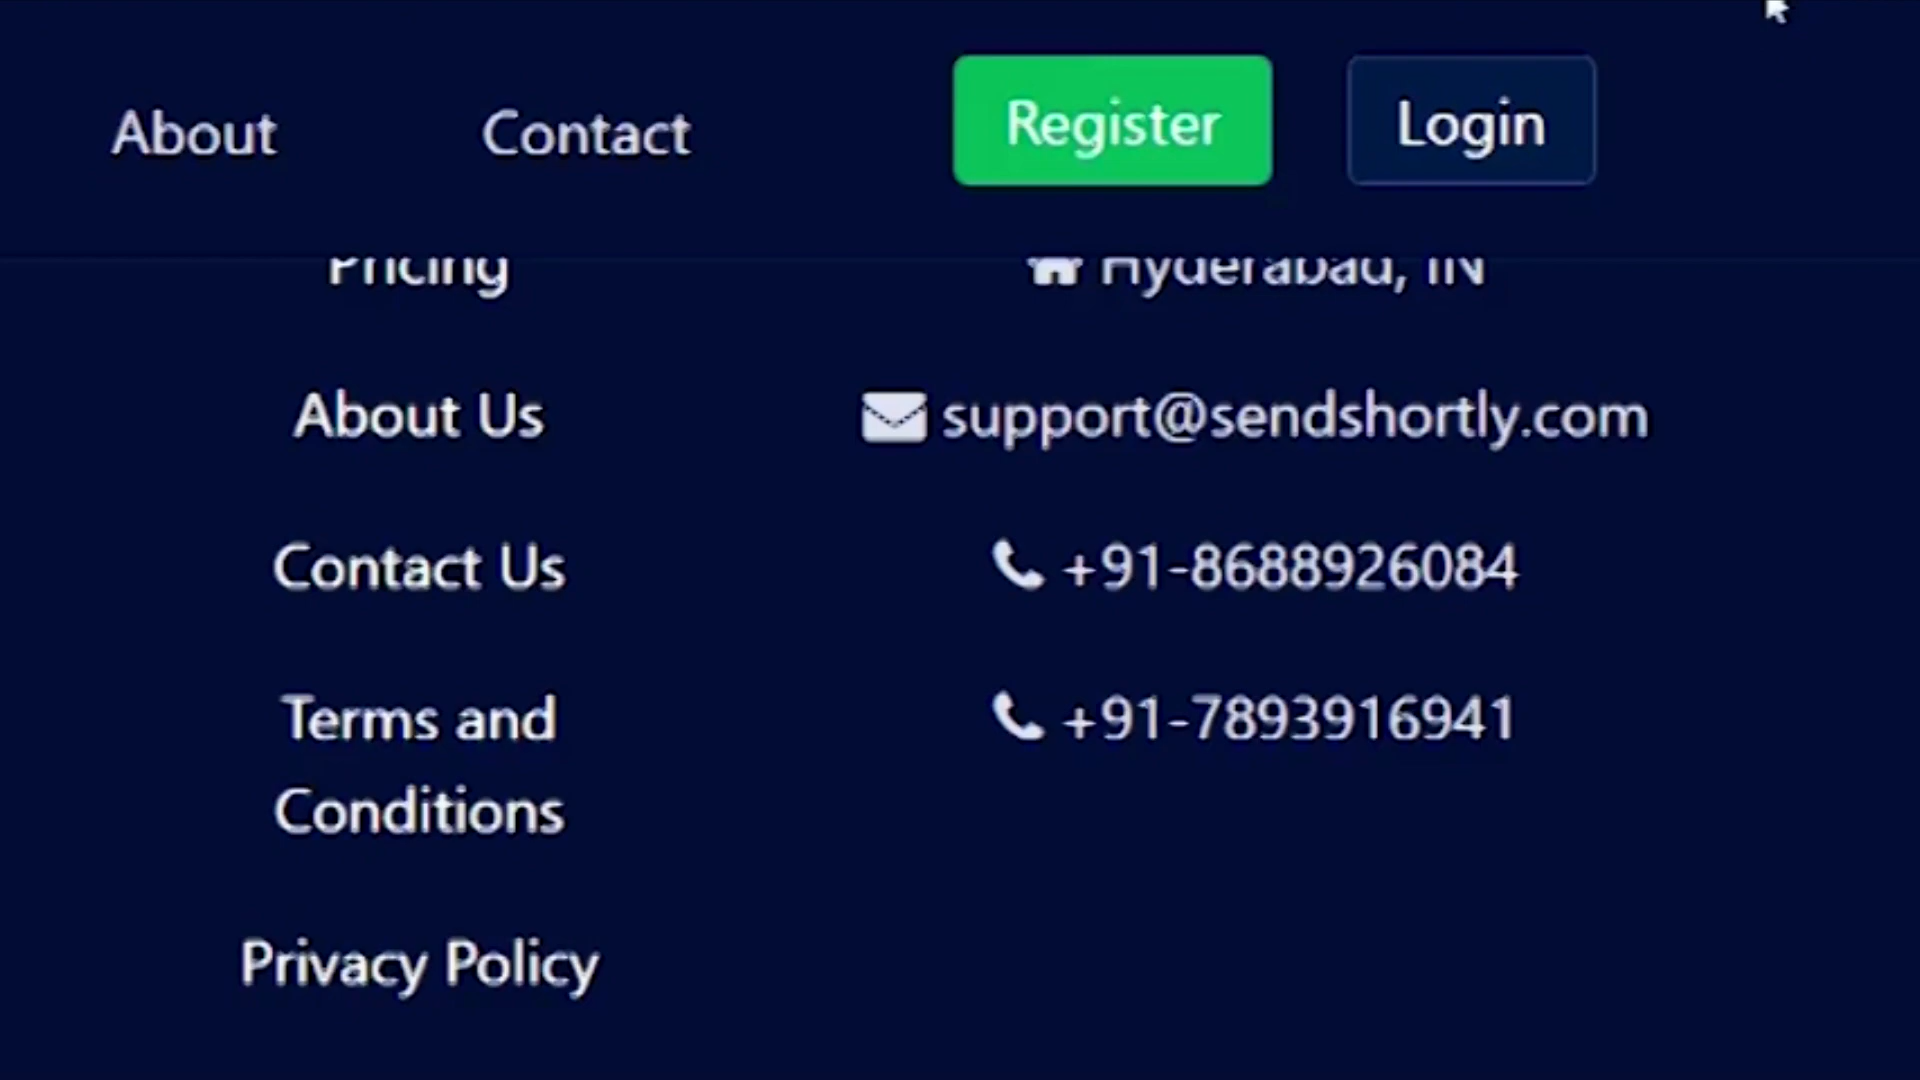 About Contact Register Login
Pricing
Hyderabad, IN
About Us
support@sendshortly.com
Contact Us
+91-8688926084
Terms and
Conditions
+91-7893916941
Privacy Policy